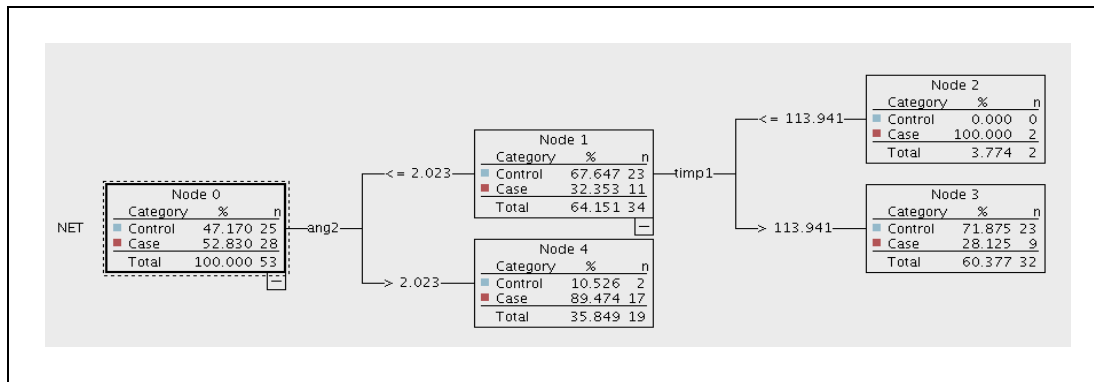 NET
Node 0
Category % n
Control 47.170 25
Case 52.830 28
Total 100.000 53
ang2
<= 2.023
Node 1
Category % n
Control 67.647 23
Case 32.353 11
Total 64.151 34
> 2.023
Node 4
Category % n
Control 10.526 2
Case 89.474 17
Total 35.849 19
timp1
<= 113.941
Node 2
Category % n
Control 0.000 0
Case 100.000 2
Total 3.774 2
> 113.941
Node 3
Category % n
Control 71.875 23
Case 28.125 9
Total 60.377 32